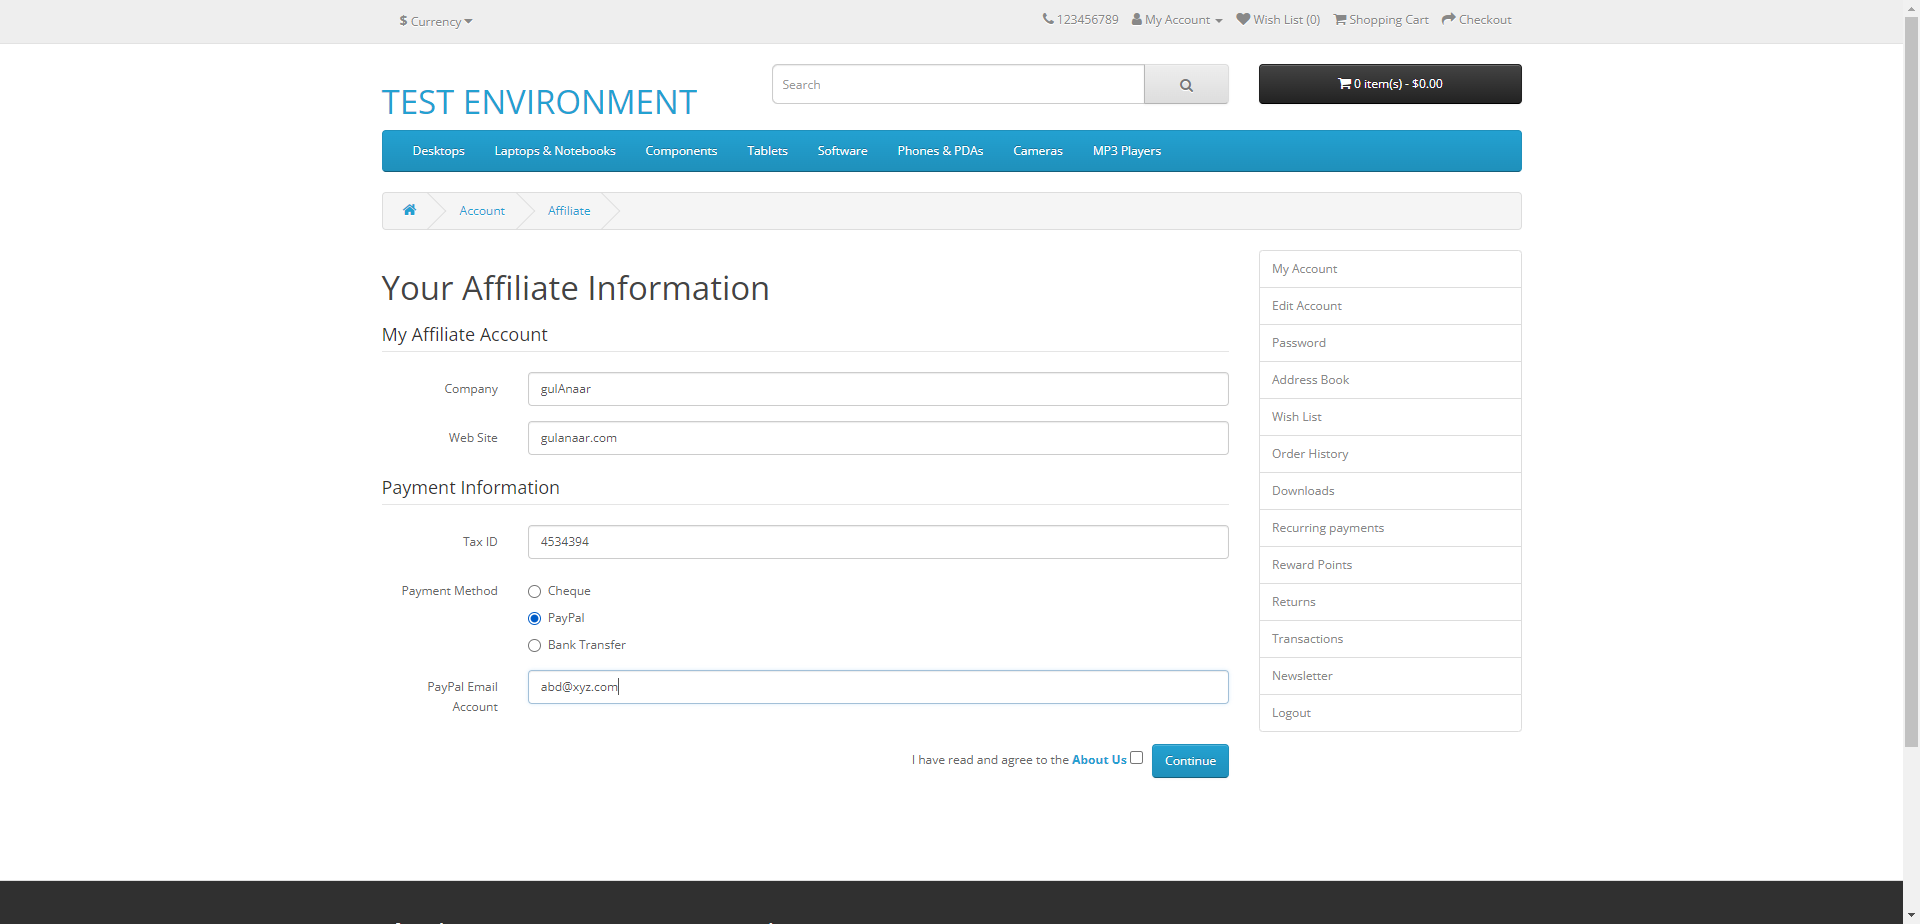 $ Currency
123456789 My Account Wish List (0) Shopping Cart Checkout
TEST ENVIRONMENT
Search
0 item(s) - $0.00
Desktops Laptops & Notebooks Components Tablets Software Phones & PDAs Cameras MP3 Players
Account Affiliate
Your Affiliate Information
My Affiliate Account
Company gulAnaar
Web Site gulanaar.com
Payment Information
Tax ID 4534394
Payment Method Cheque
PayPal
Bank Transfer
PayPal Email
Account
abd@xyz.com
I have read and agree to the About Us Continue
My Account
Edit Account
Password
Address Book
Wish List
Order History
Downloads
Recurring payments
Reward Points
Returns
Transactions
Newsletter
Logout